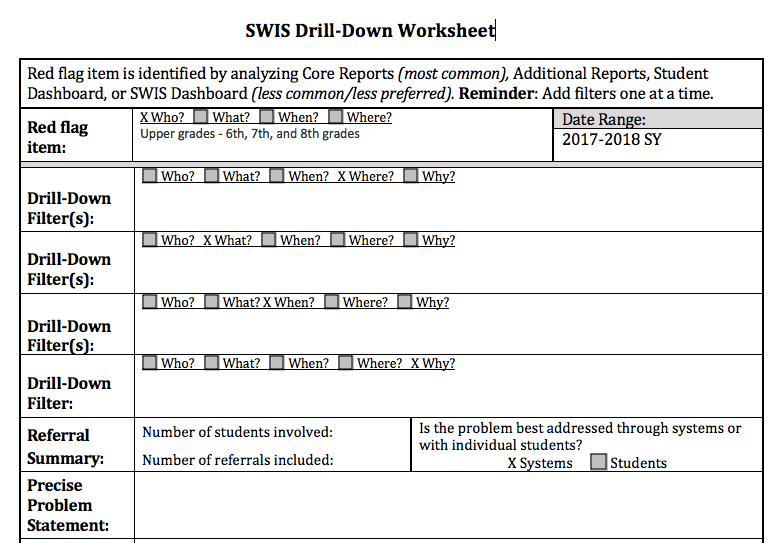 SWIS Drill-Down Worksheet
Red flag item is identified by analyzing Core Reports (most common), Additional Reports, Student
Dashboard, or SWIS Dashboard (less common/less preferred). Reminder: Add filters one at a time.
Red flag
item:
X Who? What? When? Where?
Upper grades - 6th, 7th, and 8th grades
Date Range:
2017-2018 SY
Drill-Down
Filter(s):
Who? What? When? X Where? Why?
Drill-Down
Filter(s):
Who? X What? When? Where? Why?
Drill-Down
Filter(s):
Who? What? X When? Where? Why?
Drill-Down
Filter:
Who? What? When? Where? X Why?
Referral
Summary:
Number of students involved:
Number of referrals included:
Is the problem best addressed through systems or
with individual students?
X Systems Students
Precise
Problem
Statement: